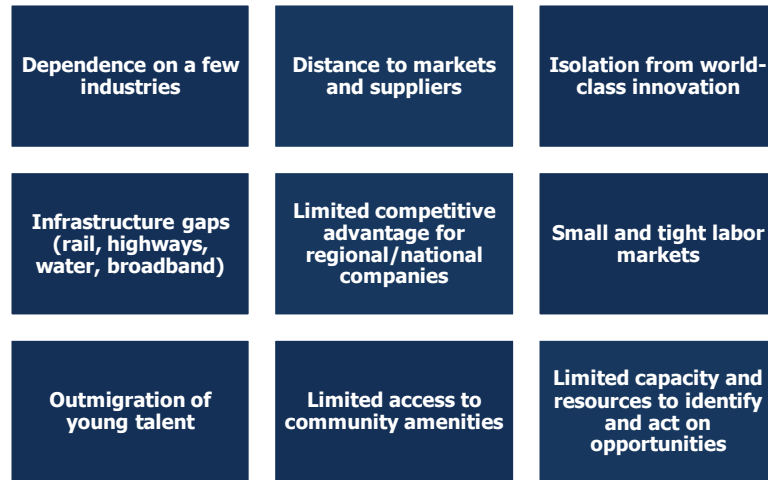 Dependence on a few
industries
Distance to markets
and suppliers
Isolation from world-
class innovation
Infrastructure gaps
(rail, highways,
water, broadband)
Limited competitive
advantage for
regional/national
companies
Small and tight labor
markets
Outmigration of
young talent
Limited access to
community amenities
Limited capacity and
resources to identify
and act on
opportunities